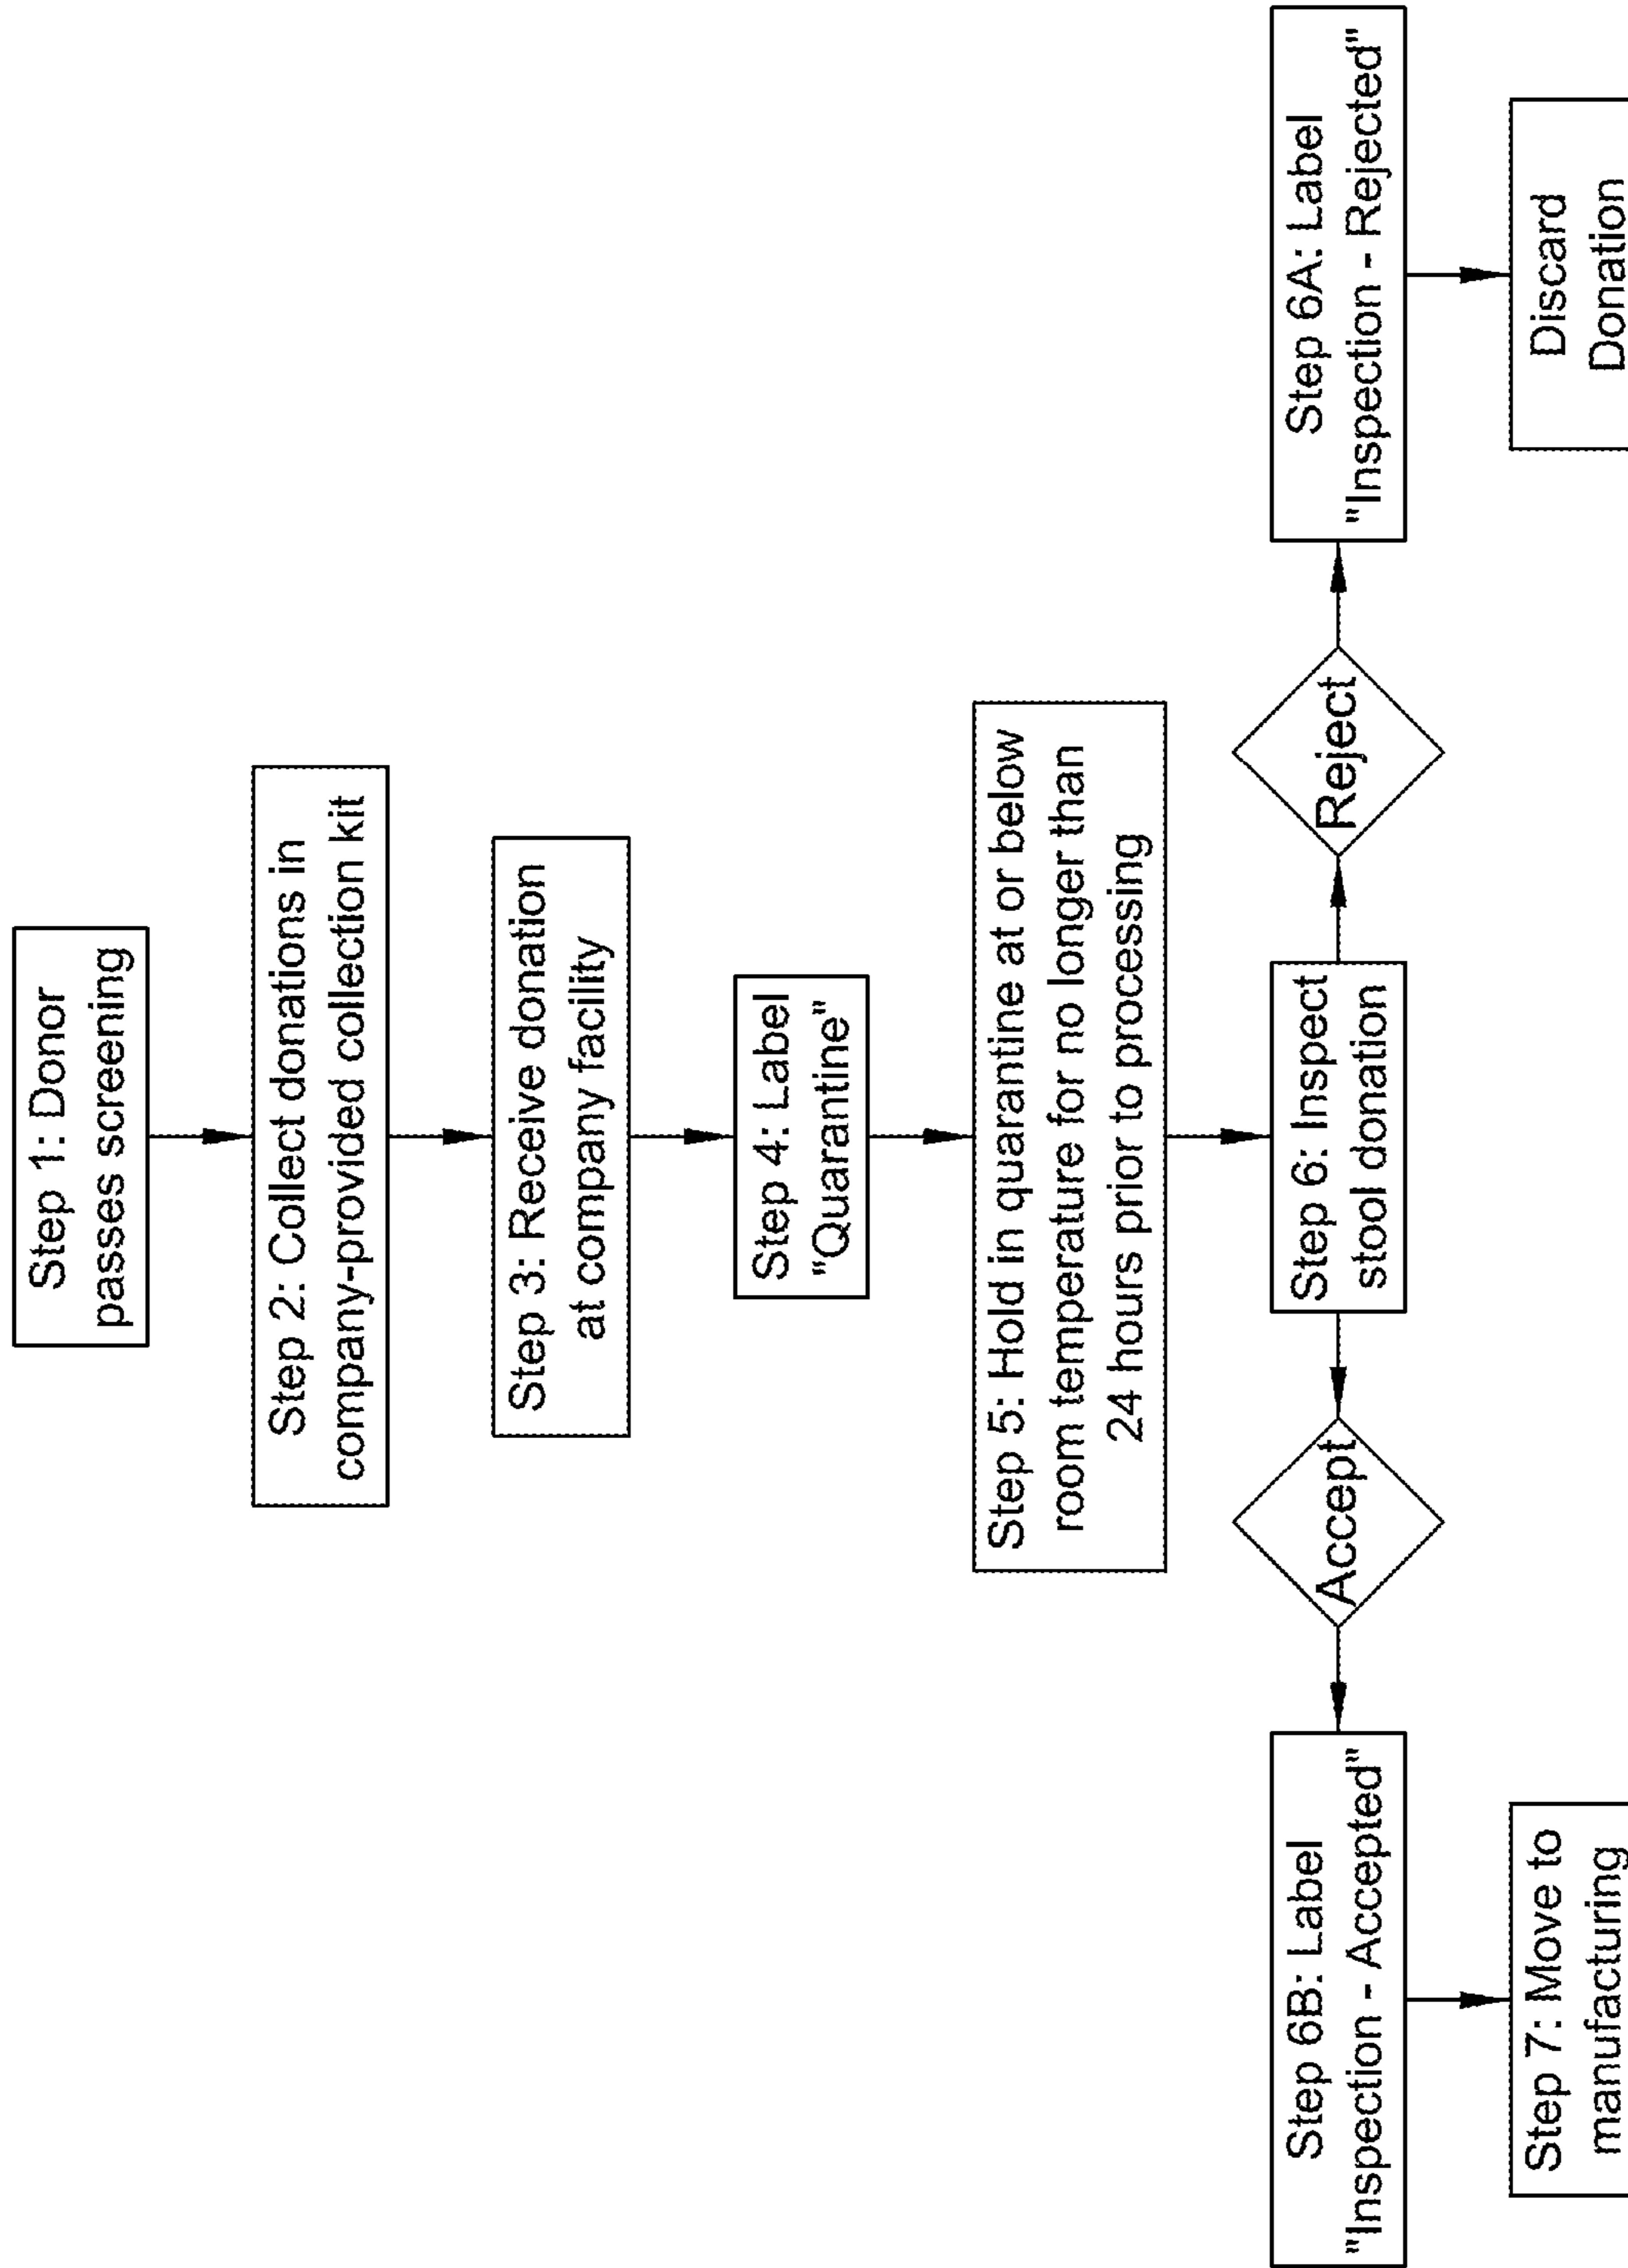 Step 1: Donor
passes screening
Step 2: Collect donations in
company-provided collection kit
Step 3: Receive donation
at company facility
Step 4: Label
"Quarantine"
Step 5: Hold in quarantine at or below
room temperature for no longer than
24 hours prior to processing
Step 6: Inspect
stool donation
Accept
Reject
Step 6B: Label
"Inspection - Accepted"
Step 6A: Label
"Inspection - Rejected"
Step 7: Move to
manufacturing
Discard
Donation